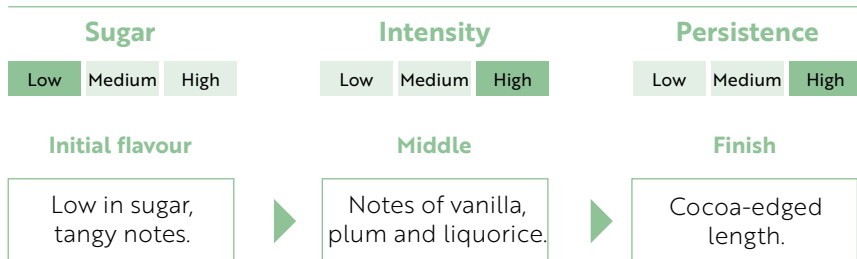 Sugar Intensity Persistence
Low Medium High Low Medium High Low Medium High
Initial flavour Middle Finish
Low in sugar,
tangy notes.
Notes of vanilla,
plum and liquorice.
Cocoa-edged
length.